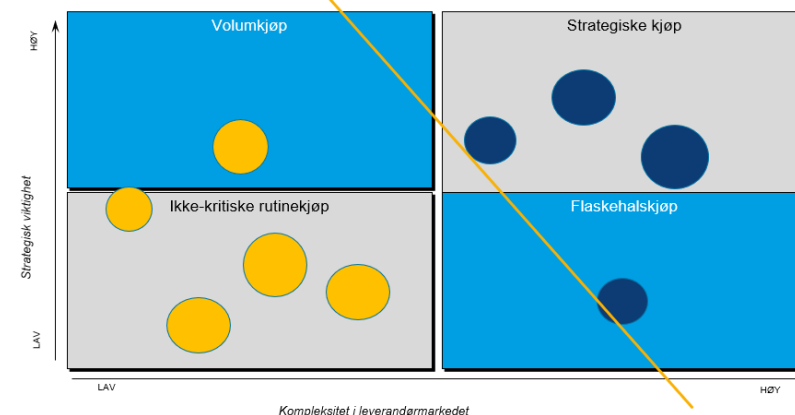 HØY
Volumkjøp
Strategiske kjøp
Strategisk viktighet
Ikke-kritiske rutinekjøp
Flaskehalskjøp
LAV
LAV
HØY
Kompleksitet i leverandørmarkedet